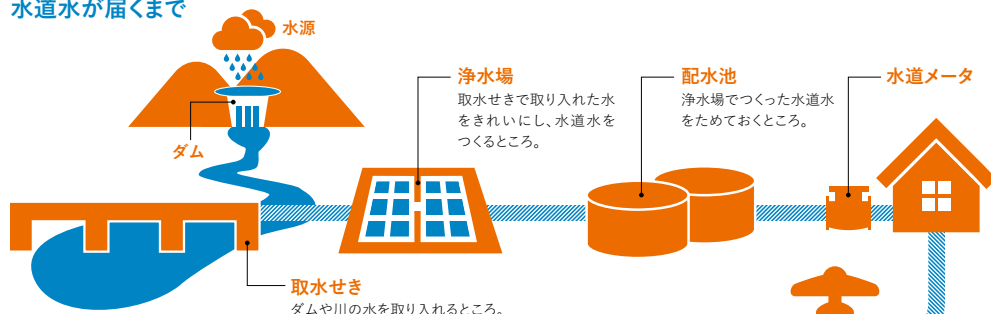 水道水が届くまで
水源
ダム
浄水場
取水せきで取り入れた水
をきれいにし、水道水を
つくるところ。
配水池
浄水場でつくった水道水
をためておくところ。
水道メータ
取水せき
ダムや川の水を取り入れるところ。